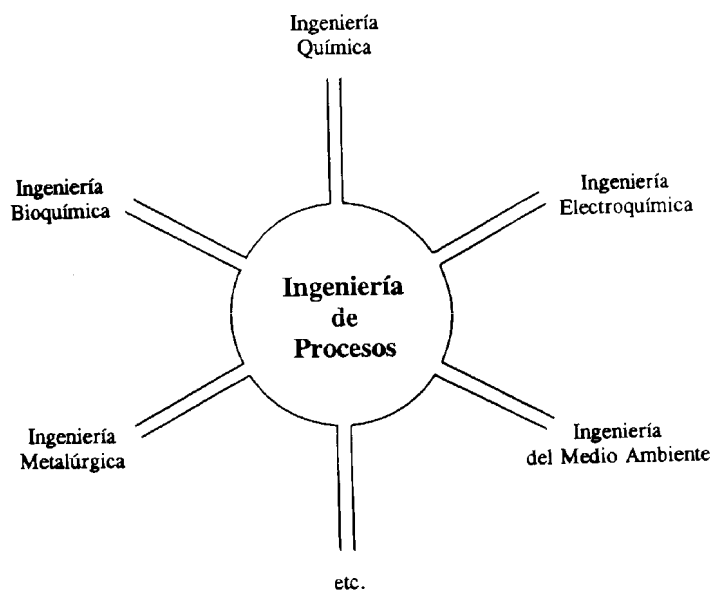 Ingeniería
Química
Ingeniería
Bioquímica
Ingeniería
Electroquímica
Ingeniería
de
Procesos
Ingeniería
Metalúrgica
Ingeniería
del Medio Ambiente
etc.